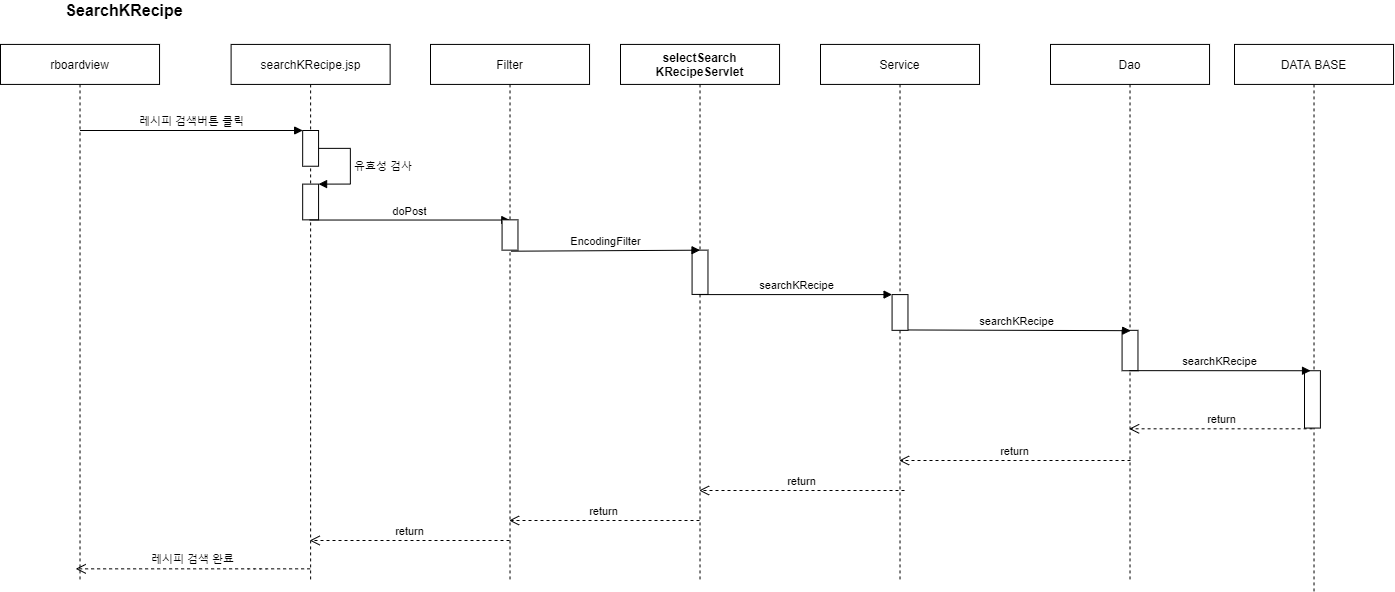 SearchKRecipe
rboardview
searchKRecipe.jsp
Filter
selectSearch
KRecipeServlet
Service
Dao
DATA BASE
레시피 검색버튼 클릭
유효성 검사
doPost
EncodingFilter
searchKRecipe
searchKRecipe
searchKRecipe
return
return
return
return
return
레시피 검색 완료